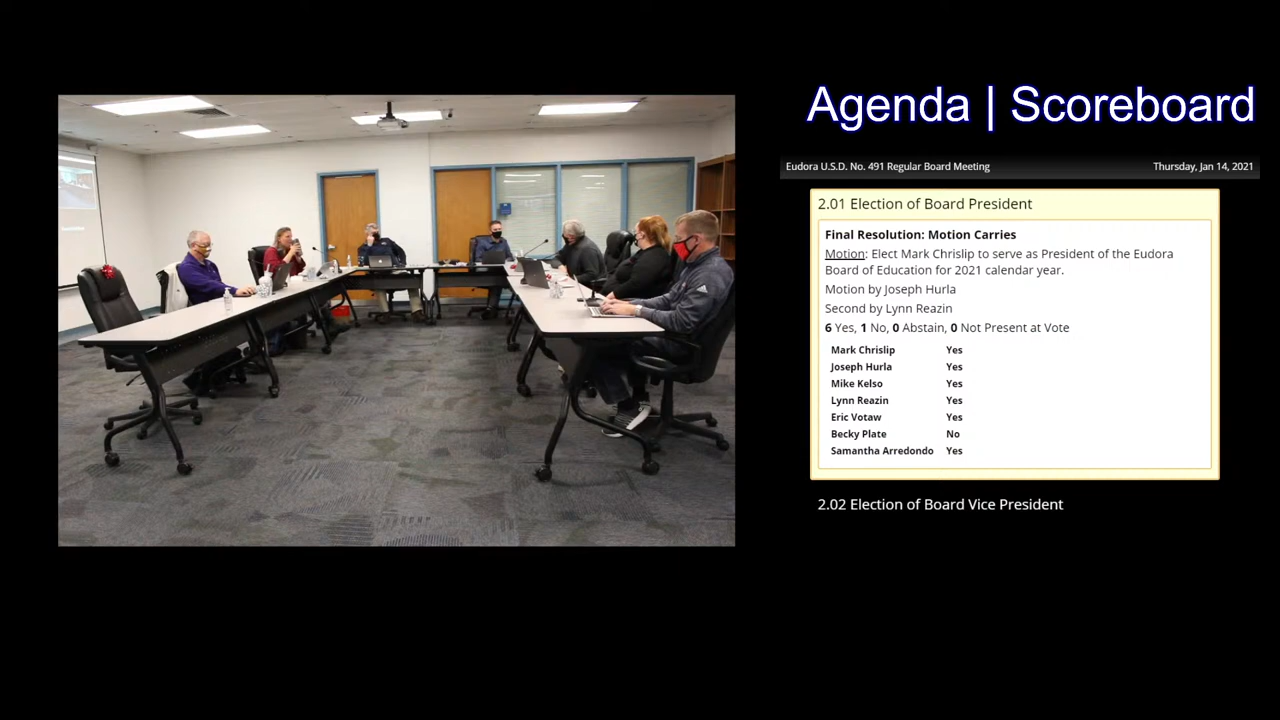 Agenda | Scoreboard
Eudora U.S.D. No. 491 Regular Board Meeting Thursday, Jan 14, 2021
2.01 Election of Board President
Final Resolution: Motion Carries
Motion: Elect Mark Chrislip to serve as President of the Eudora
Board of Education for 2021 calendar year.
Motion by Joseph Hurla
Second by Lynn Reazin
6 Yes, 1 No, 0 Abstain, 0 Not Present at Vote
Mark Chrislip Yes
Joseph Hurla Yes
Mike Kelso Yes
Lynn Reazin Yes
Eric Votaw Yes
Becky Plate No
Samantha Arredondo Yes
2.02 Election of Board Vice President